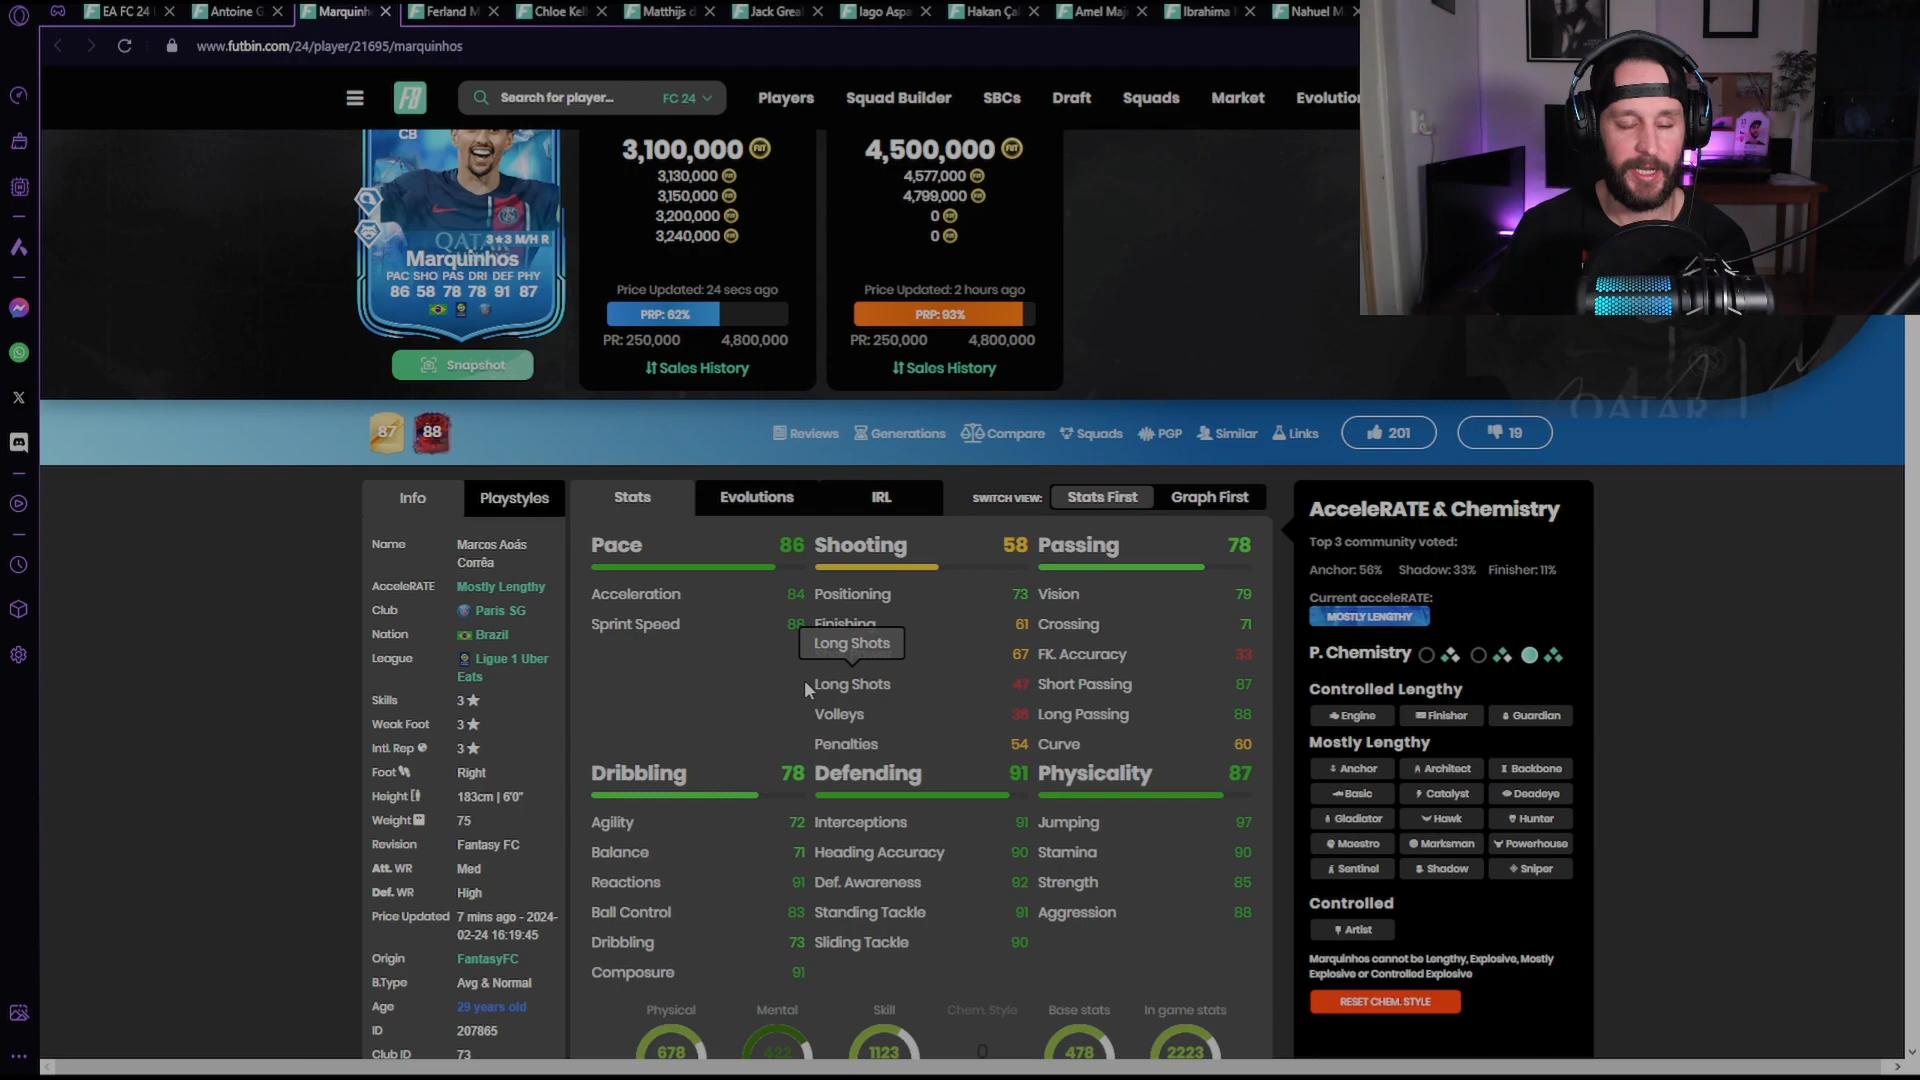 EA FC 24
Antoine G
Marquinh
Ferland M
Chloe Kel
Matthijs d
Jack Grea
Iago Aspa
Hakan Ça
Amel Maj
Ibrahima
Nahuel M
www.futbin.com/24/player/21695/marquinhos
Search for player...
FC 24
Players
Squad Builder
SBCs
Draft
Squads
Market
Evolution
CB
QATAR
3★3 M/H R
Marquinhos
PAC SHO PAS DRI DEF PHY
86 58 78 78 91 87
Snapshot
3,100,000
3,130,000
3,150,000
3,200,000
3,240,000
Price Updated: 24 secs ago
PRP: 62%
PR: 250,000 4,800,000
Sales History
4,500,000
4,577,000
4,799,000
0
0
Price Updated: 2 hours ago
PRP: 93%
PR: 250,000 4,800,000
Sales History
QATAR
87 88
Reviews
Generations
Compare
Squads
PGP
Similar
Links
201
19
Info
Playstyles
Name Marcos Aoás
Corrêa
AcceleRATE Mostly Lengthy
Club Paris SG
Nation Brazil
League Ligue 1 Uber
Eats
Skills 3★
Weak Foot 3★
Intl. Rep 3★
Foot Right
Height 183cm | 6'0"
Weight 75
Revision Fantasy FC
Att. WR Med
Def. WR High
Price Updated 7 mins ago - 2024-
02-24 16:19:45
Origin FantasyFC
B.Type Avg & Normal
Age 29 years old
ID 207865
Club ID 73
Stats
Evolutions
IRL
SWITCH VIEW:
Stats First
Graph First
Pace 86
Acceleration 84
Sprint Speed 88
Shooting 58
Positioning 73
Finishing 61
Long Shots
67
Long Shots 47
Volleys 36
Penalties 54
Passing 78
Vision 79
Crossing 71
FK. Accuracy 33
Short Passing 87
Long Passing 88
Curve 60
Dribbling 78
Agility 72
Balance 71
Reactions 91
Ball Control 83
Dribbling 73
Composure 91
Defending 91
Interceptions 91
Heading Accuracy 90
Def. Awareness 92
Standing Tackle 91
Sliding Tackle 90
Physicality 87
Jumping 97
Stamina 90
Strength 85
Aggression 88
Physical
678
Mental
422
Skill
1123
Chem. Style
0
Base stats
478
In game stats
2223
AcceleRATE & Chemistry
Top 3 community voted:
Anchor: 56% Shadow: 33% Finisher: 11%
Current acceleRATE:
MOSTLY LENGTHY
P. Chemistry
Controlled Lengthy
Engine Finisher Guardian
Mostly Lengthy
Anchor Architect Backbone
Basic Catalyst Deadeye
Gladiator Hawk Hunter
Maestro Marksman Powerhouse
Sentinel Shadow Sniper
Controlled
Artist
Marquinhos cannot be Lengthy, Explosive, Mostly
Explosive or Controlled Explosive
RESET CHEM. STYLE